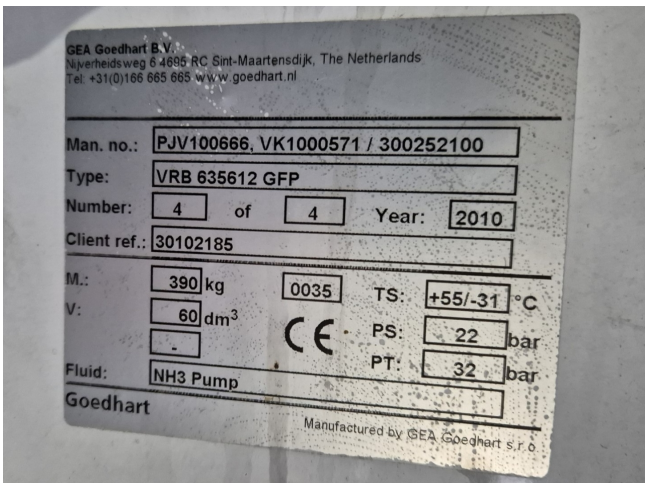 GEA Goedhart B.V.
Nijverheidsweg 6 4695 RC Sint-Maartensdijk, The Netherlands
Tel: +31(0)166 665 665 www.goedhart.nl
Man. no.: PJV100666, VK1000571 / 300252100
Type: VRB 635612 GFP
Number: 4 of 4 Year: 2010
Client ref.: 30102185
M.: 390 kg 0035 TS: +55/-31 °C
V: 60 dm³ CE PS: 22 bar
- PT: 32 bar
Fluid: NH3 Pump
Goedhart
Manufactured by GEA Goedhart s.r.o.